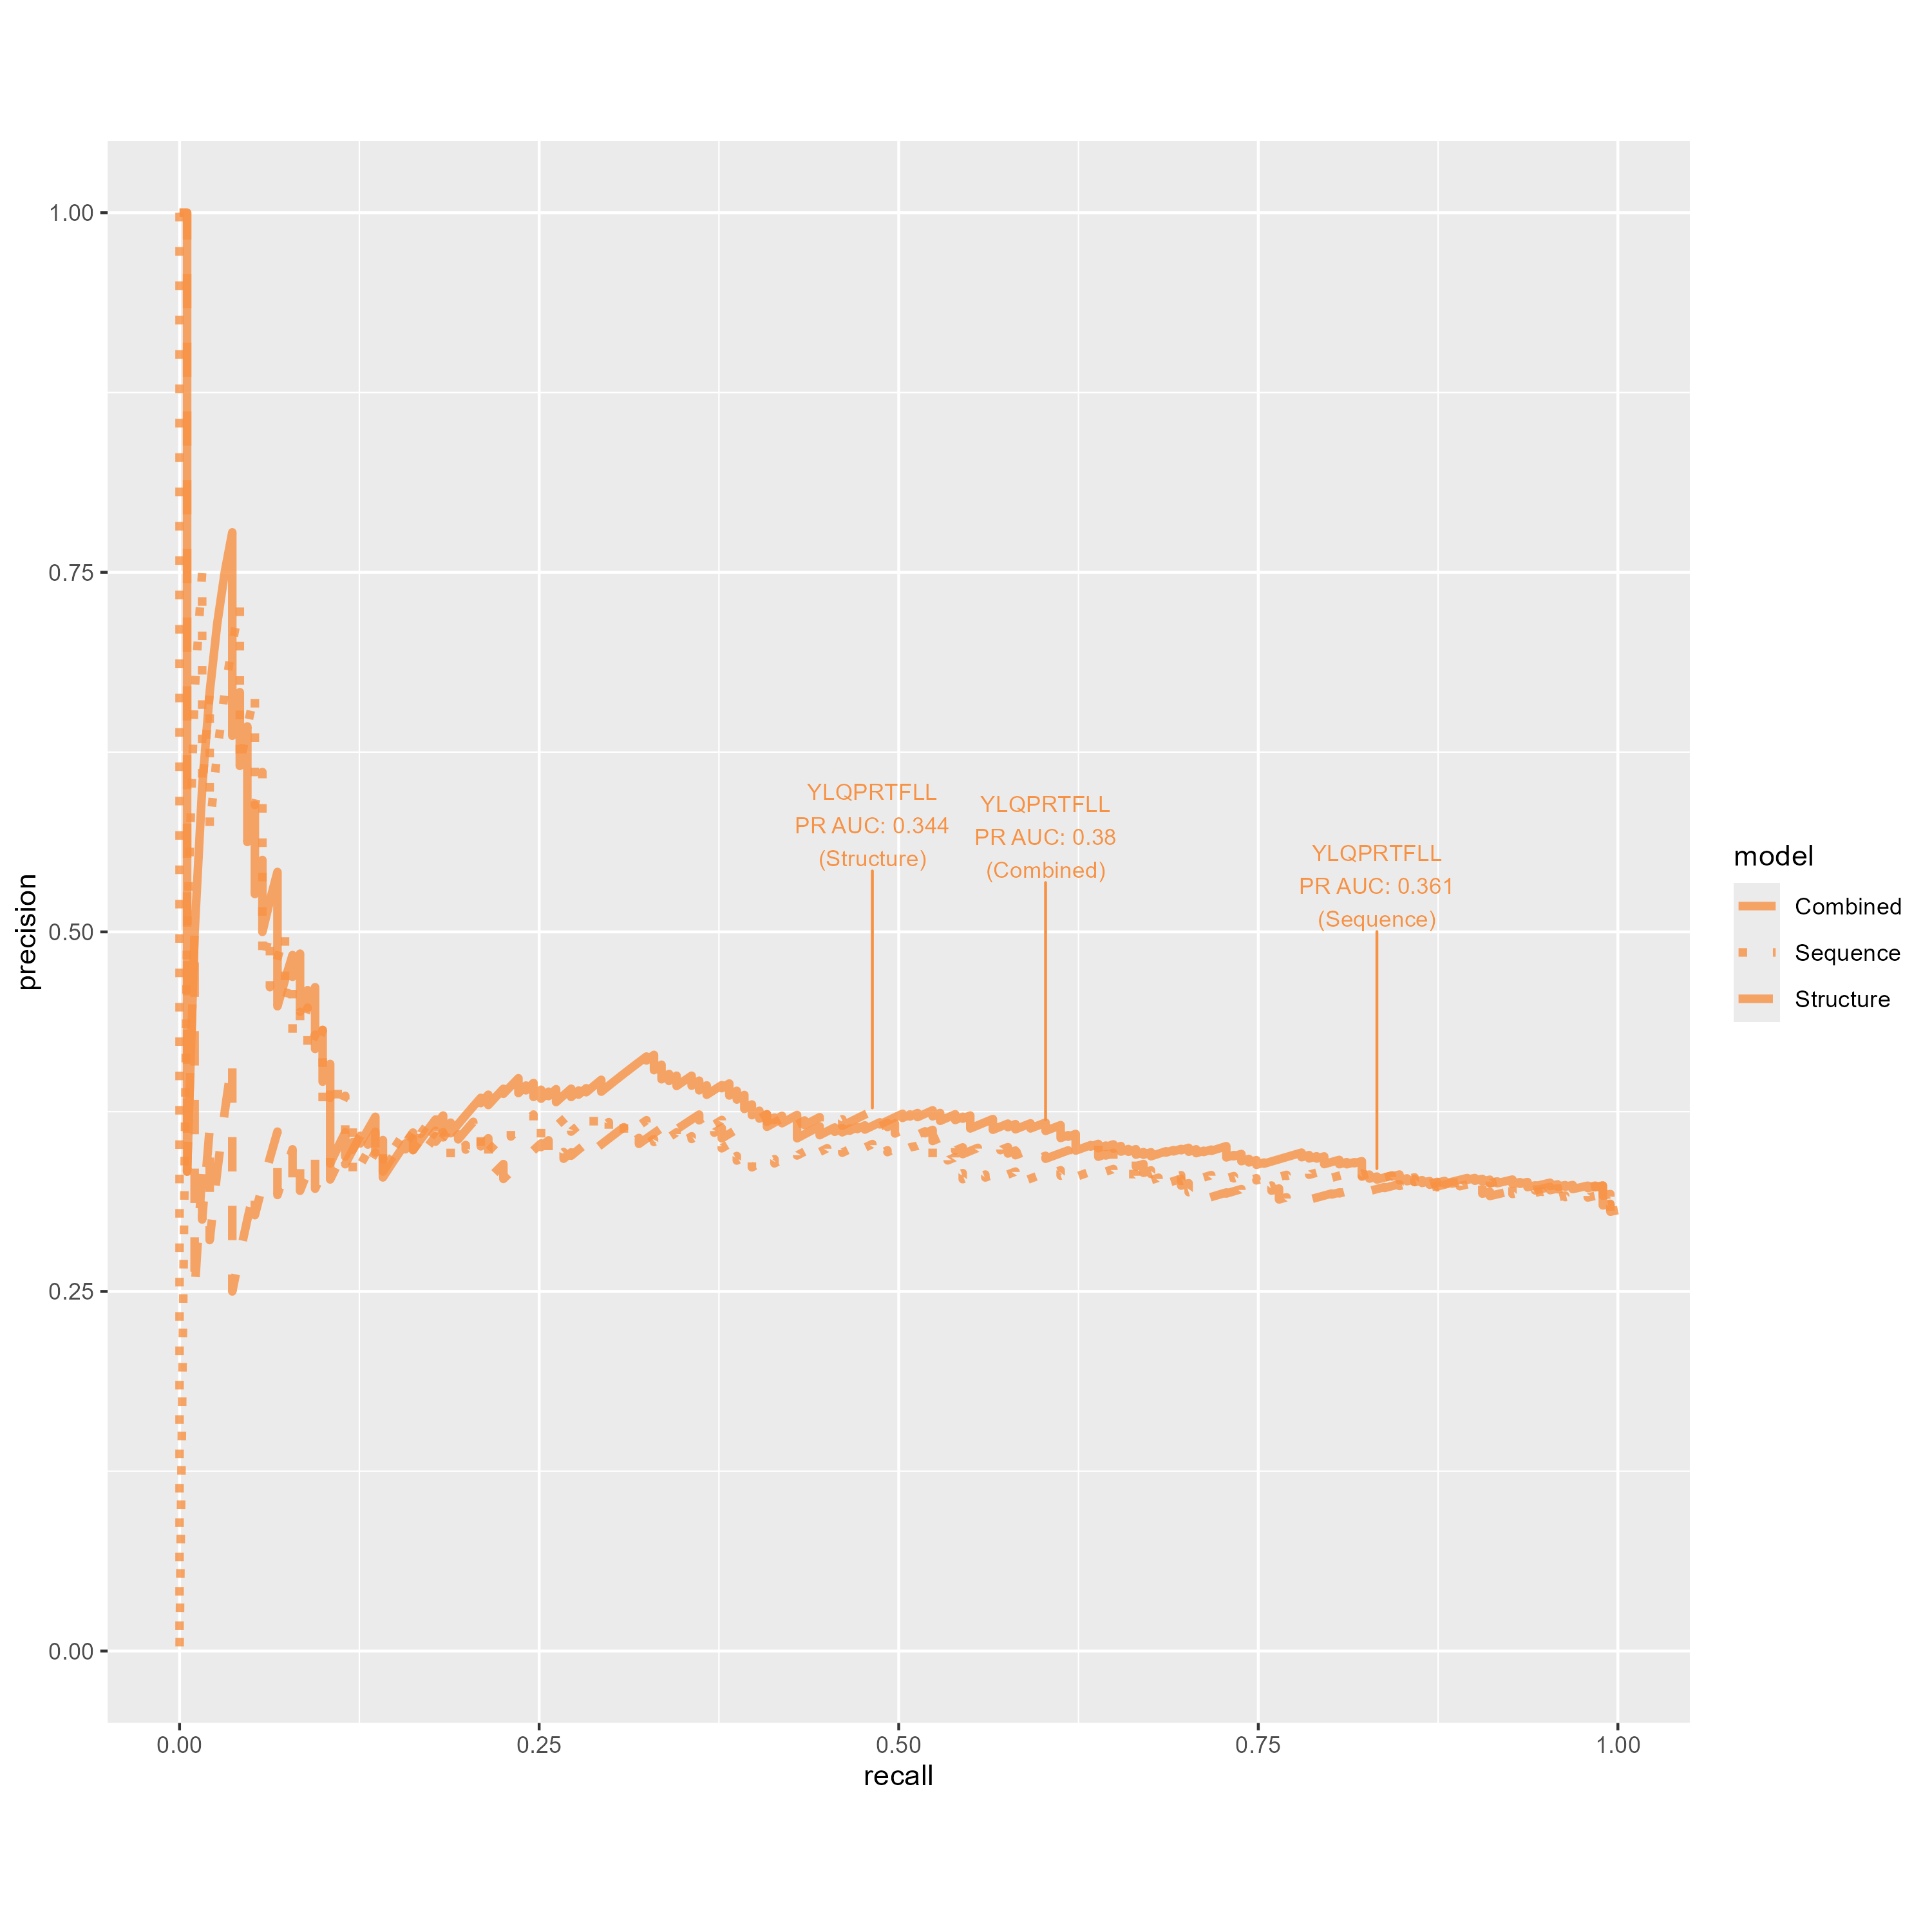 1.00
0.75
0.50
0.25
0.00
precision
YLQPRTFLL
PR AUC: 0.344
(Structure)
YLQPRTFLL
PR AUC: 0.38
(Combined)
YLQPRTFLL
PR AUC: 0.361
(Sequence)
0.00
0.25
0.50
0.75
1.00
recall
model
Combined
Sequence
Structure